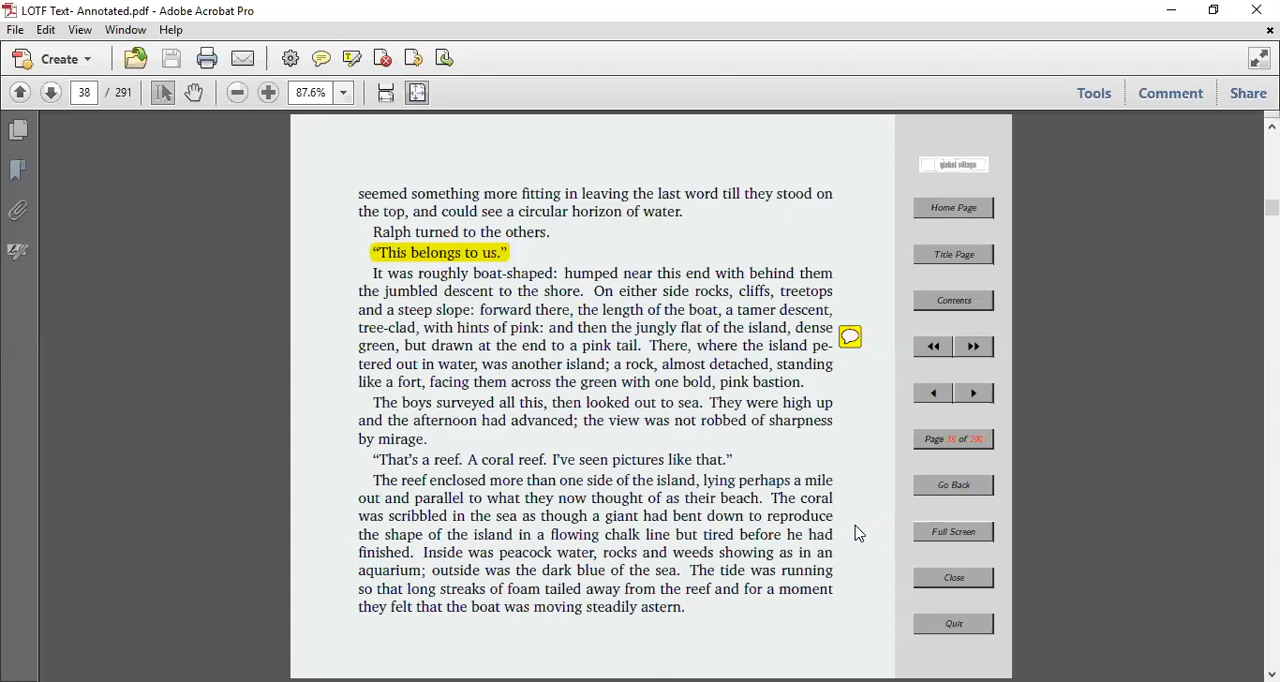 LOTF Text- Annotated.pdf - Adobe Acrobat Pro
File Edit View Window Help
Create
38 / 291 87.6% Tools Comment Share
global village
seemed something more fitting in leaving the last word till they stood on
the top, and could see a circular horizon of water.
Ralph turned to the others.
“This belongs to us.”
It was roughly boat-shaped: humped near this end with behind them
the jumbled descent to the shore. On either side rocks, cliffs, treetops
and a steep slope: forward there, the length of the boat, a tamer descent,
tree-clad, with hints of pink: and then the jungly flat of the island, dense
green, but drawn at the end to a pink tail. There, where the island pe-
tered out in water, was another island; a rock, almost detached, standing
like a fort, facing them across the green with one bold, pink bastion.
The boys surveyed all this, then looked out to sea. They were high up
and the afternoon had advanced; the view was not robbed of sharpness
by mirage.
“That’s a reef. A coral reef. I’ve seen pictures like that.”
The reef enclosed more than one side of the island, lying perhaps a mile
out and parallel to what they now thought of as their beach. The coral
was scribbled in the sea as though a giant had bent down to reproduce
the shape of the island in a flowing chalk line but tired before he had
finished. Inside was peacock water, rocks and weeds showing as in an
aquarium; outside was the dark blue of the sea. The tide was running
so that long streaks of foam tailed away from the reef and for a moment
they felt that the boat was moving steadily astern.
Home Page
Title Page
Contents
Page 38 of 290
Go Back
Full Screen
Close
Quit